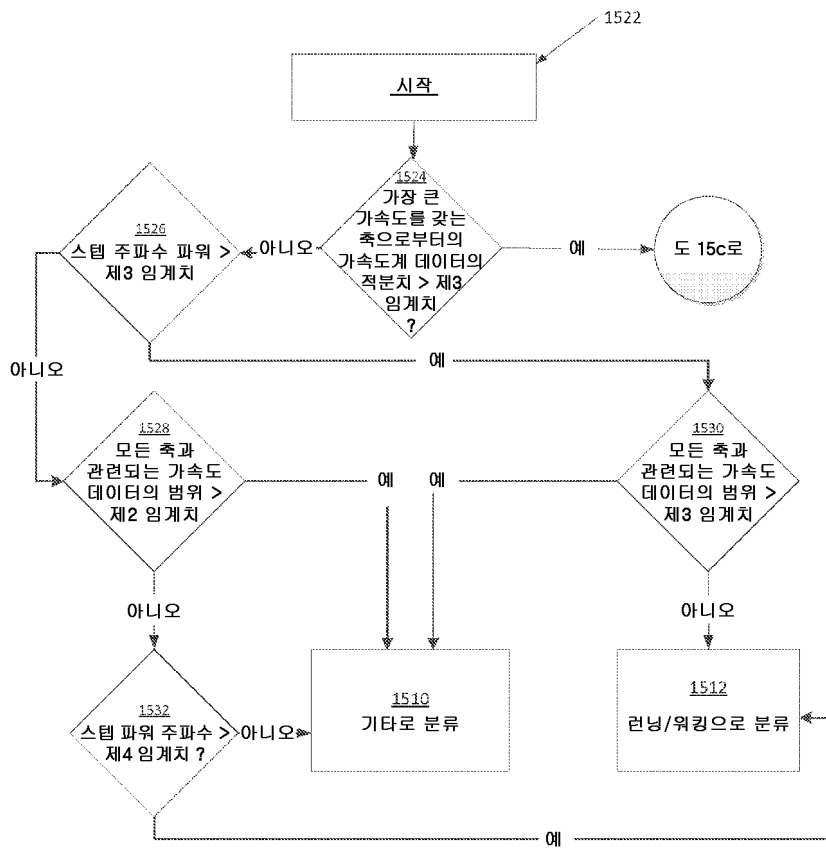 1522
시작
1524
가장 큰
가속도를 갖는
축으로부터의
가속도계 데이터의
적분치 > 제3
임계치
?
예
도 15c로
아니오
1526
스텝 주파수 파워 >
제3 임계치
예
아니오
1528
모든 축과
관련되는 가속도
데이터의 범위 >
제2 임계치
예
예
1530
모든 축과
관련되는 가속도
데이터의 범위 >
제3 임계치
아니오
아니오
1532
스텝 파워 주파수 >
제4 임계치 ?
아니오
1510
기타로 분류
1512
런닝/워킹으로 분류
예